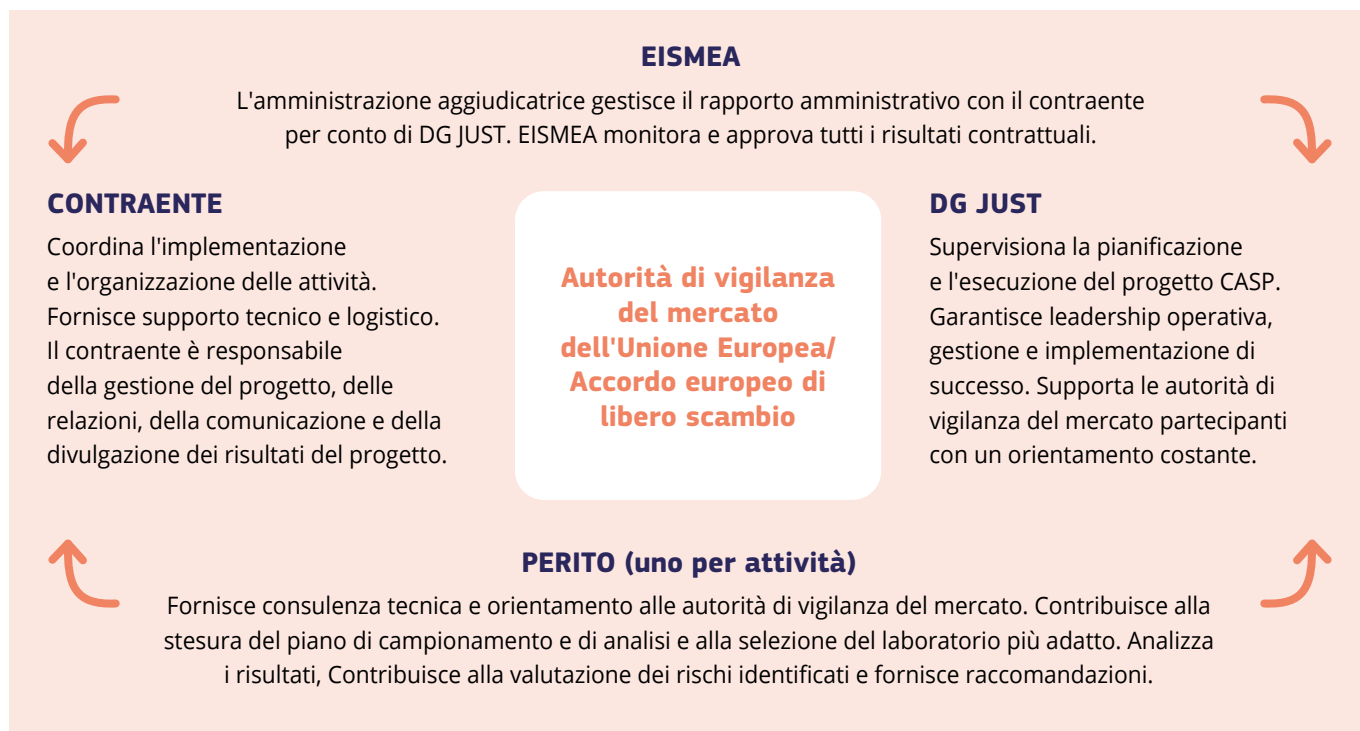 EISMEA
L'amministrazione aggiudicatrice gestisce il rapporto amministrativo con il contraente
per conto di DG JUST. EISMEA monitora e approva tutti i risultati contrattuali.
CONTRAENTE
Coordina l'implementazione
e l'organizzazione delle attività.
Fornisce supporto tecnico e logistico.
Il contraente è responsabile
della gestione del progetto, delle
relazioni, della comunicazione e della
divulgazione dei risultati del progetto.
Autorità di vigilanza
del mercato
dell'Unione Europea/
Accordo europeo di
libero scambio
DG JUST
Supervisiona la pianificazione
e l'esecuzione del progetto CASP.
Garantisce leadership operativa,
gestione e implementazione di
successo. Supporta le autorità di
vigilanza del mercato partecipanti
con un orientamento costante.
PERITO (uno per attività)
Fornisce consulenza tecnica e orientamento alle autorità di vigilanza del mercato. Contribuisce alla
stesura del piano di campionamento e di analisi e alla selezione del laboratorio più adatto. Analizza
i risultati, Contribuisce alla valutazione dei rischi identificati e fornisce raccomandazioni.